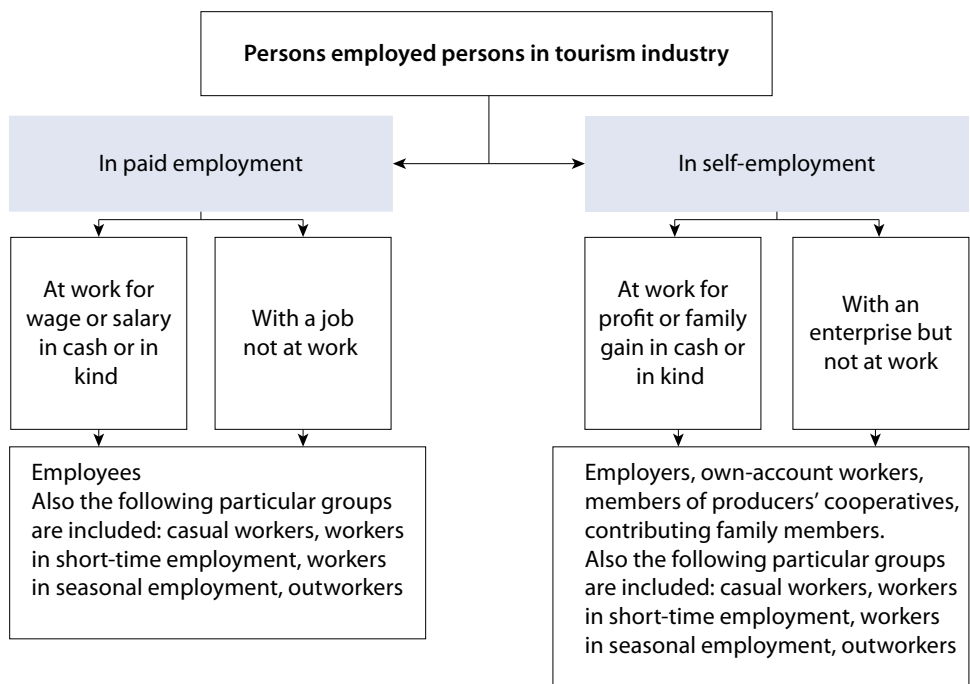 Persons employed persons in tourism industry
In paid employment
In self-employment
At work for
wage or salary
in cash or in
kind
With a job
not at work
At work for
profit or family
gain in cash or
in kind
With an
enterprise but
not at work
Employees
Also the following particular groups
are included: casual workers, workers
in short-time employment, workers
in seasonal employment, outworkers
Employers, own-account workers,
members of producers’ cooperatives,
contributing family members.
Also the following particular groups
are included: casual workers, workers
in short-time employment, workers
in seasonal employment, outworkers